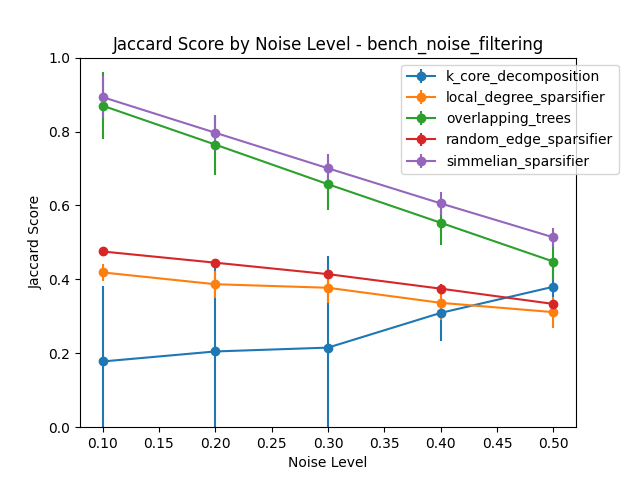 Jaccard Score by Noise Level - bench_noise_filtering
k_core_decomposition
local_degree_sparsifier
overlapping_trees
random_edge_sparsifier
simmelian_sparsifier
Jaccard Score
1.0
0.8
0.6
0.4
0.2
0.0
0.10 0.15 0.20 0.25 0.30 0.35 0.40 0.45 0.50
Noise Level